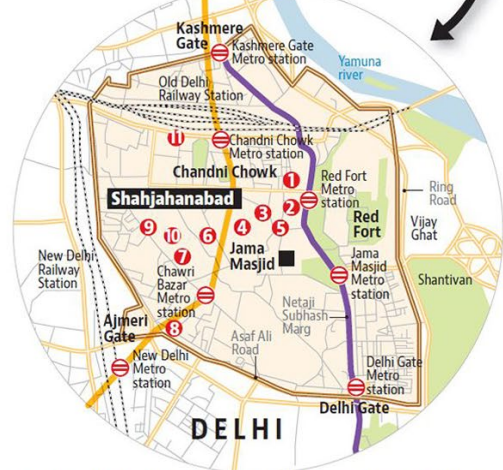 Kashmere
Gate
Kashmere Gate
Metro station
Yamuna
river
Old Delhi
Railway Station
11
Chandni Chowk
Metro station
Chandni Chowk
1
Red Fort
Metro
station
Ring
Road
Shahjahanabad
2
3
Red
Fort
Vijay
Ghat
9
10
6
4
5
7
Jama
Masjid
Jama
Masjid
Metro
station
New Delhi
Railway
Station
Chawri
Bazar
Metro
station
Shantivan
Netaji
Subhash
Marg
Ajmeri
Gate
8
Asaf Ali
Road
New Delhi
Metro
station
Delhi Gate
Metro
station
Delhi Gate
DELHI